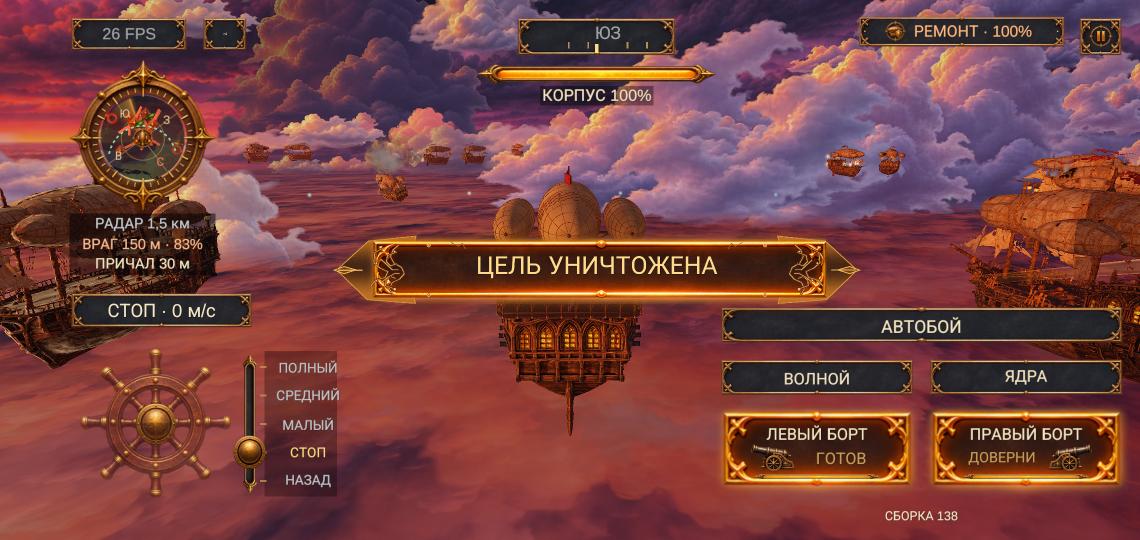 26 FPS
ЮЗ
РЕМОНТ · 100%
КОРПУС 100%
Ю
З
В
С
РАДАР 1,5 км
ВРАГ 150 м · 83%
ПРИЧАЛ 30 м
ЦЕЛЬ УНИЧТОЖЕНА
СТОП · 0 м/с
АВТОБОЙ
ПОЛНЫЙ
СРЕДНИЙ
МАЛЫЙ
СТОП
НАЗАД
ВОЛНОЙ
ЯДРА
ЛЕВЫЙ БОРТ
ГОТОВ
ПРАВЫЙ БОРТ
ДОВЕРНИ
СБОРКА 138